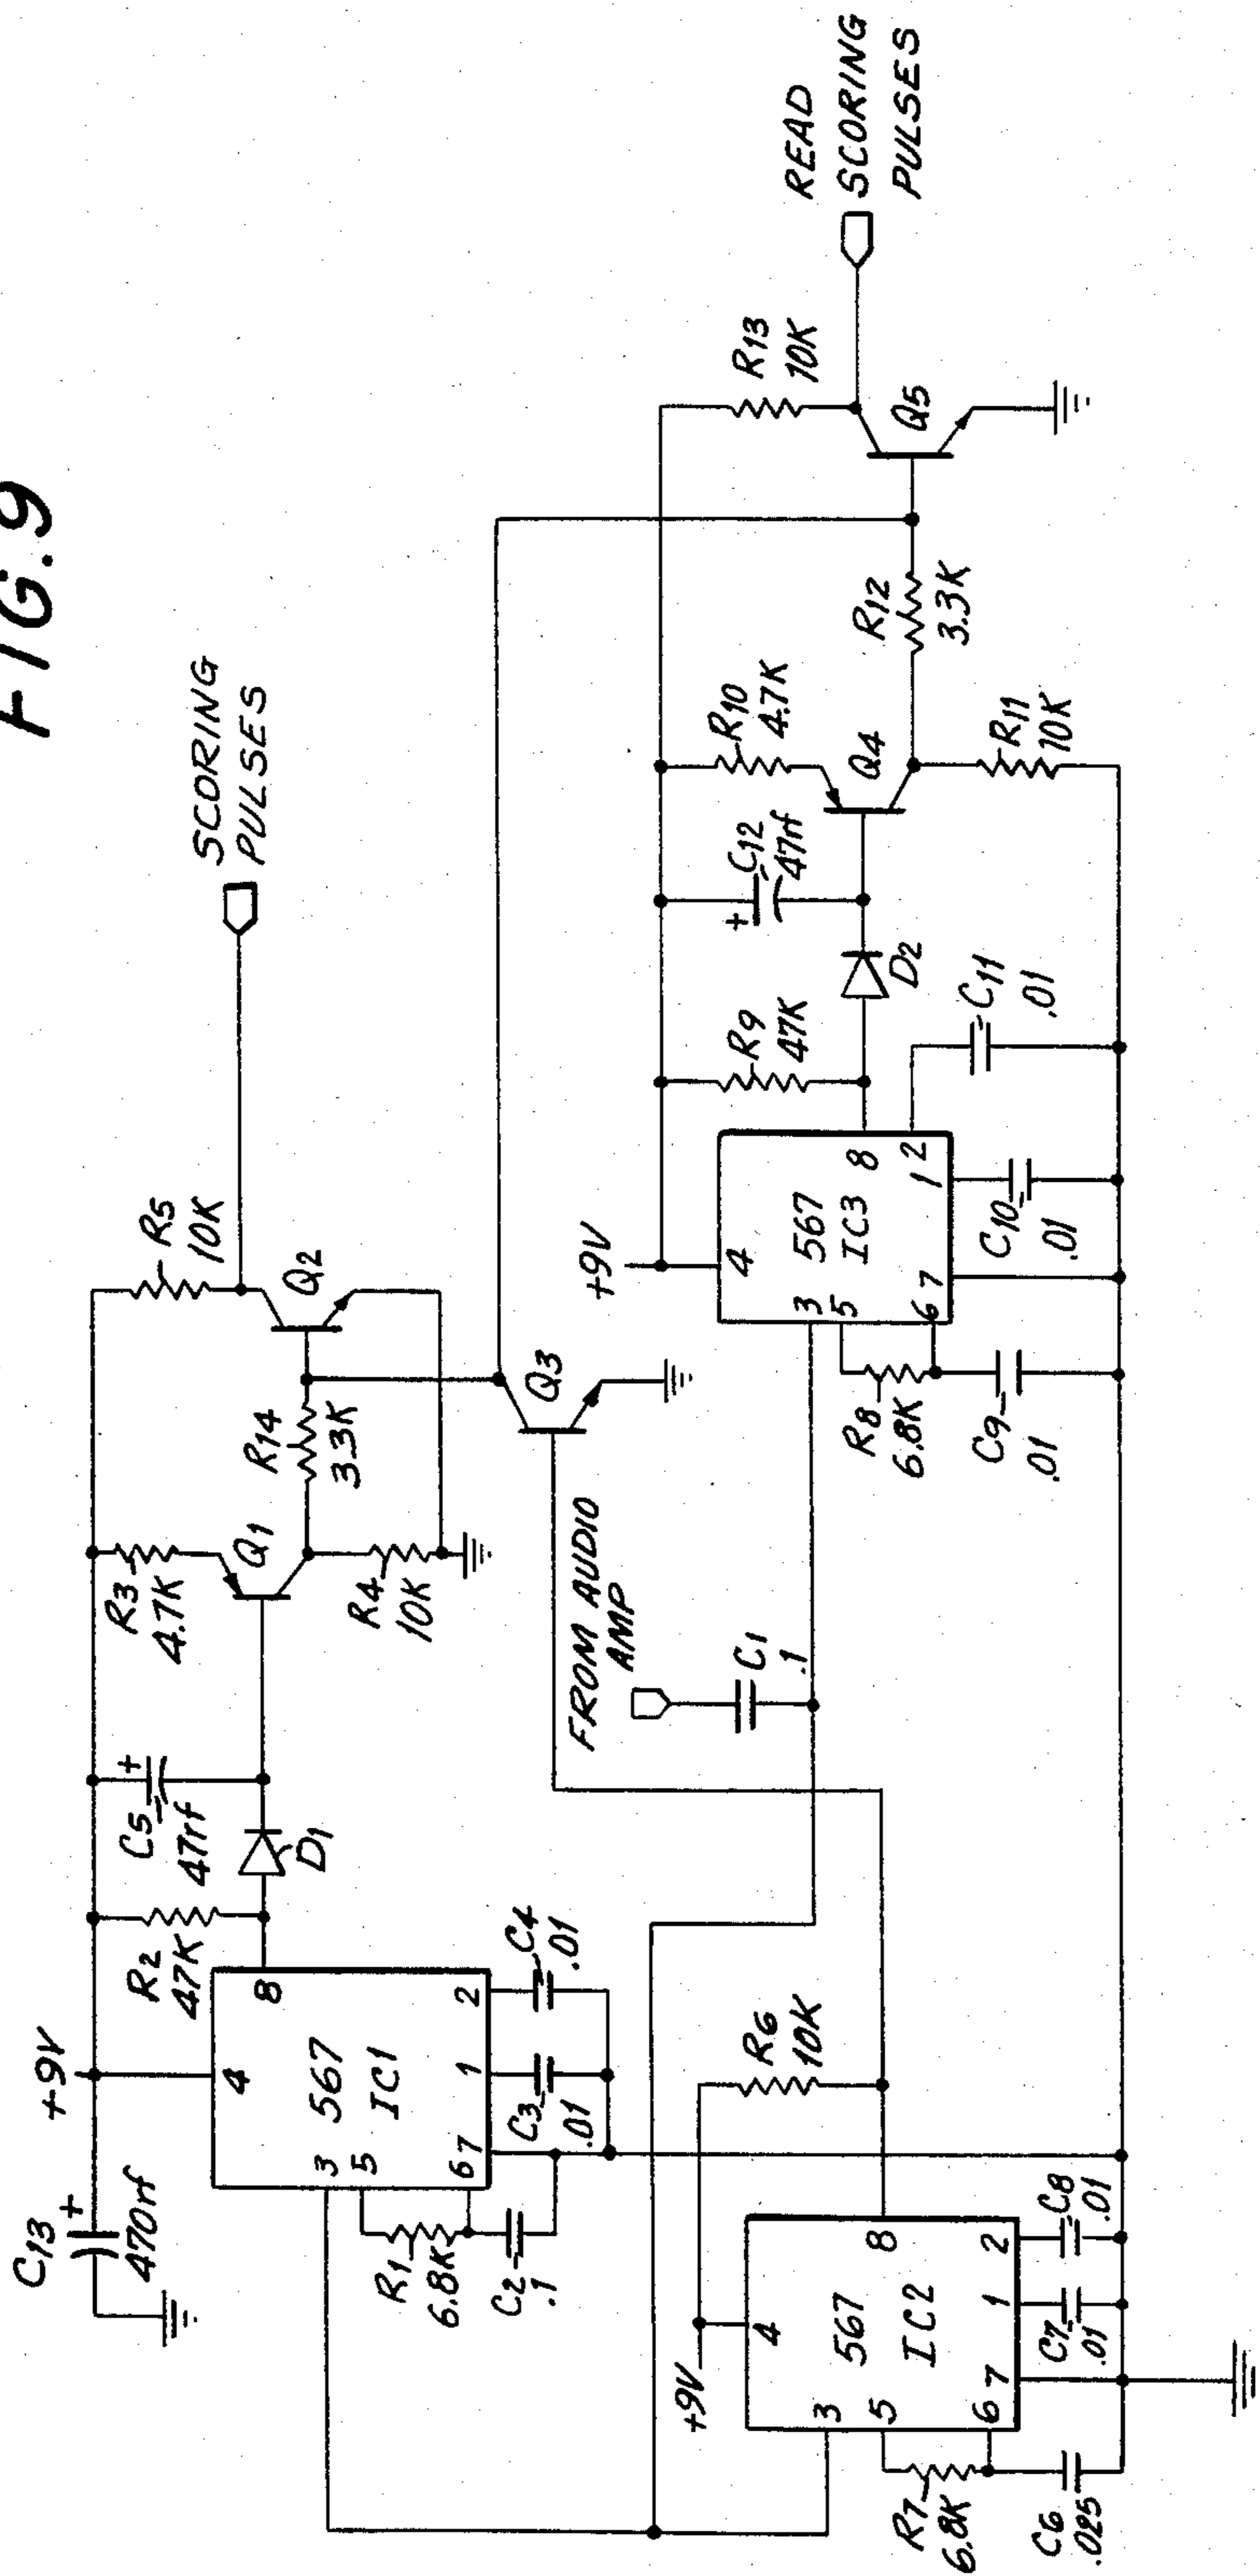 FIG. 9
C13
470rf
+
+9V
R2
47K
C5
47rf
+
D1
R3
4.7K
Q1
R4
10K
R14
3.3K
R5
10K
Q2
SCORING
PULSES
4
8
567
IC1
3
5
6
7
1
2
R1
6.8K
C2
.1
C3
.01
C4
.01
Q3
FROM AUDIO
AMP
C1
.1
+9V
R6
10K
4
8
567
IC2
3
5
6
7
1
2
R7
6.8K
C6
.025
C7
.01
C8
.01
+9V
4
8
567
IC3
3
5
6
7
1
2
R8
6.8K
C9
.01
C10
.01
C11
.01
R9
47K
D2
+
C12
47rf
R10
4.7K
Q4
R11
10K
R12
3.3K
R13
10K
Q5
READ
SCORING
PULSES